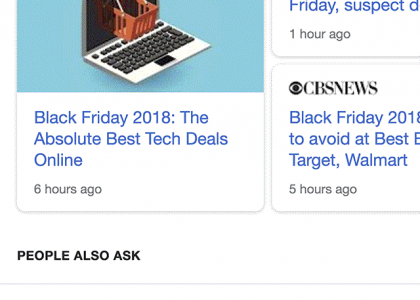 Black Friday 2018: The
Absolute Best Tech Deals
Online
6 hours ago
Friday, suspect
1 hour ago
CBSNEWS
Black Friday
to avoid at Best
Target, Walmart
5 hours ago
PEOPLE ALSO ASK